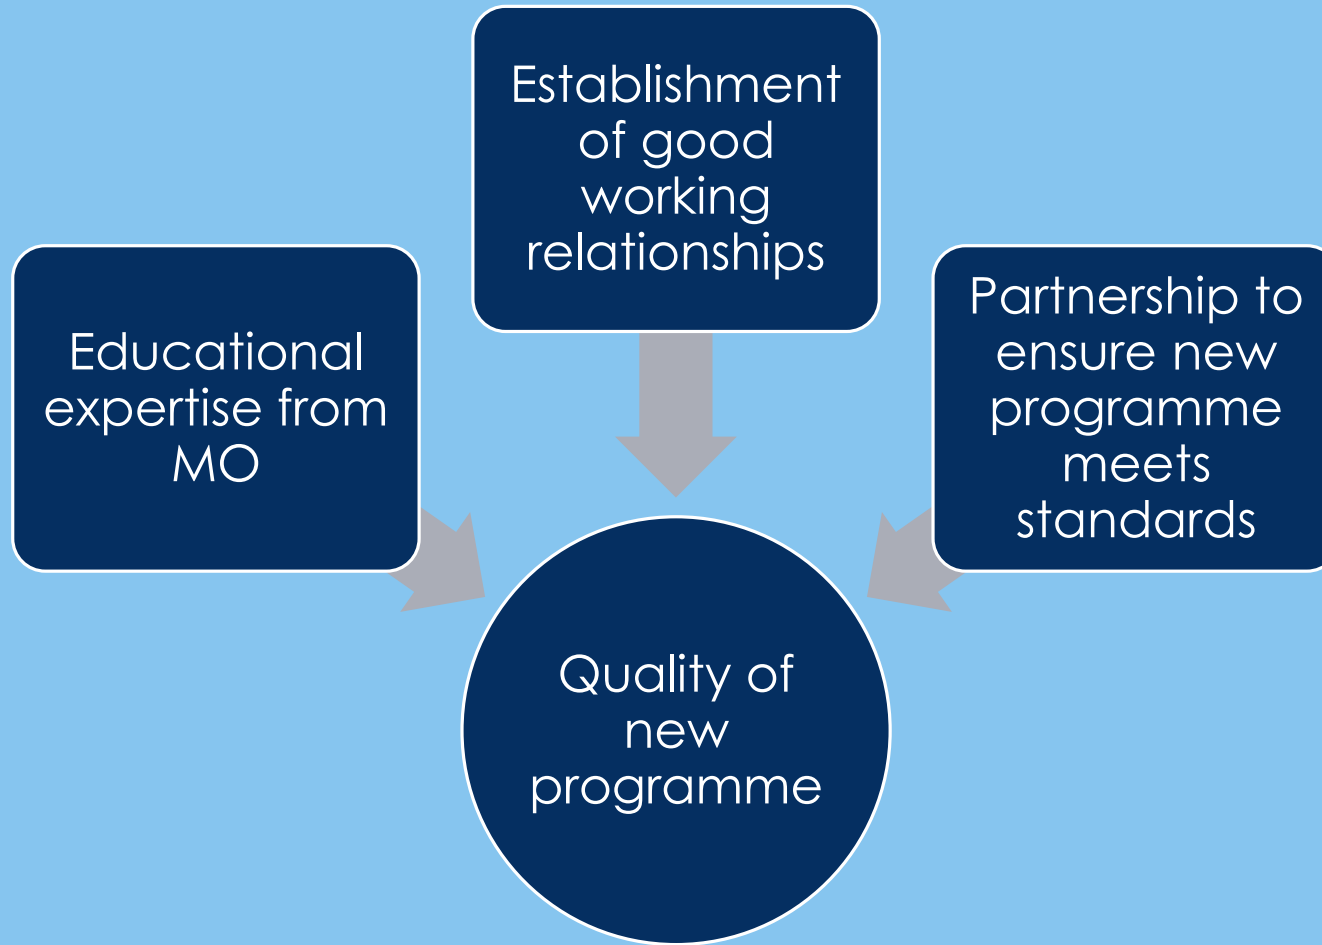 Establishment
of good
working
relationships
Educational
expertise from
MO
Partnership to
ensure new
programme
meets
standards
Quality of
new
programme